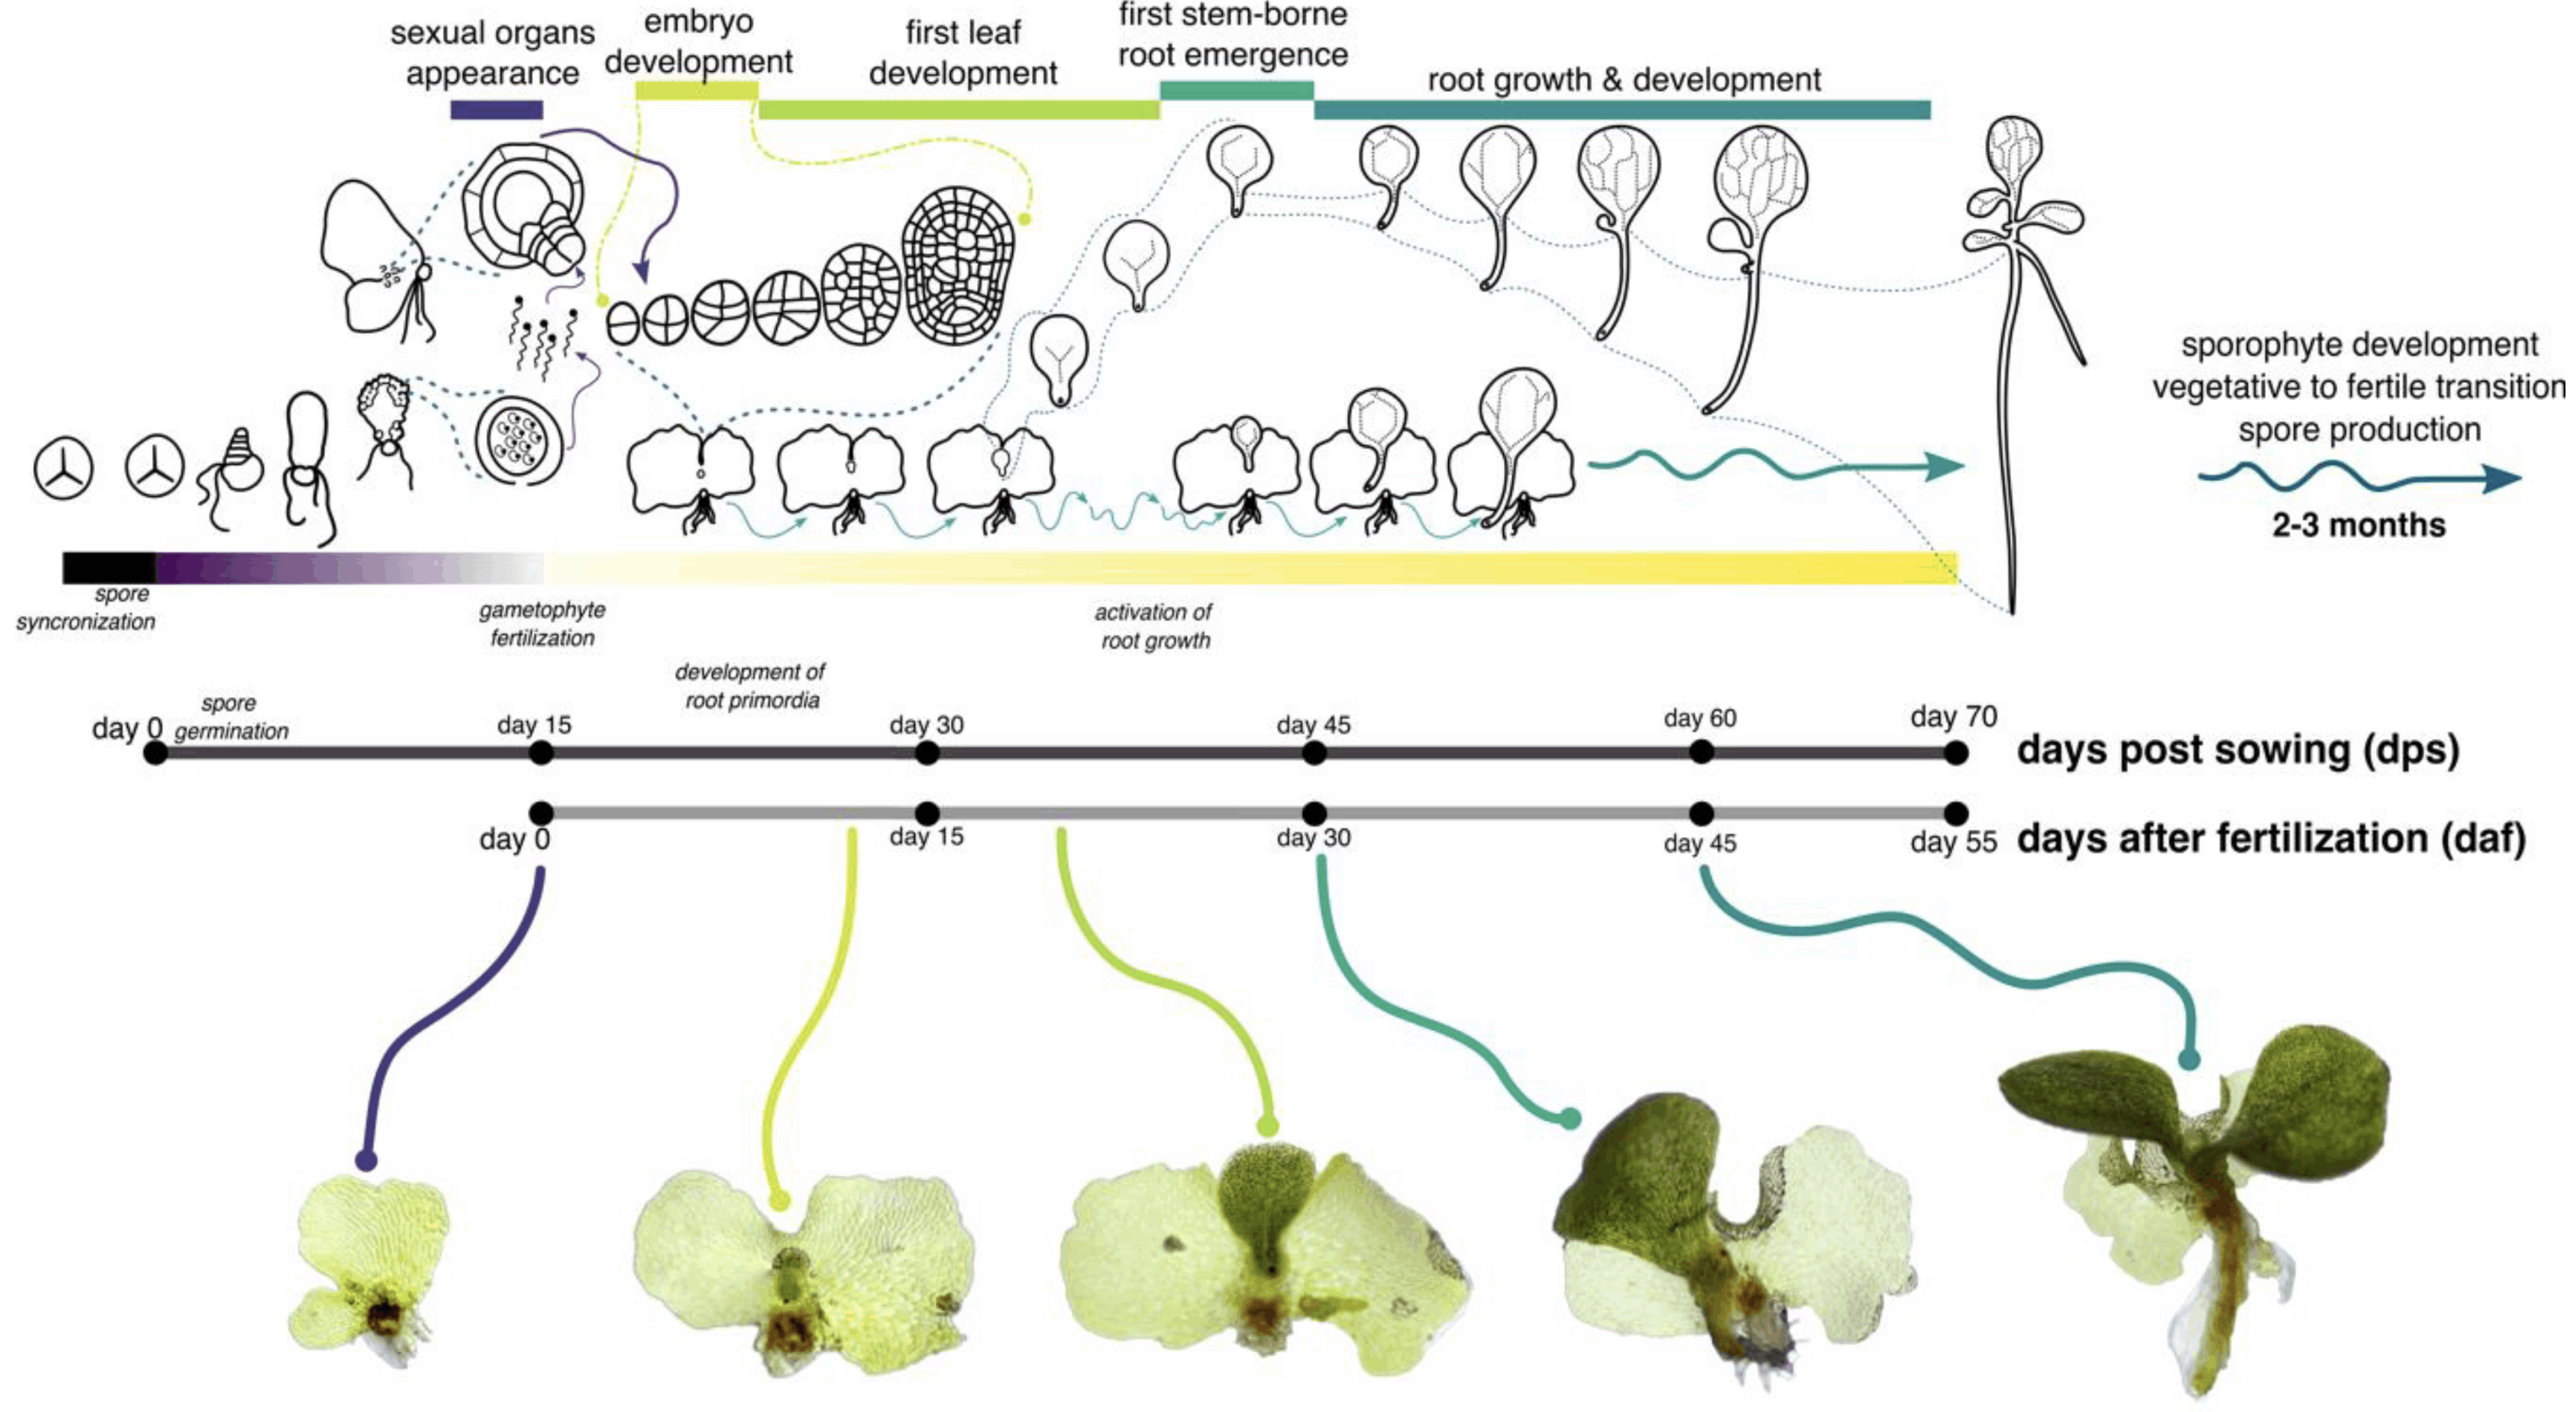 sexual organs
appearance
embryo
development
first leaf
development
first stem-borne
root emergence
root growth & development
sporophyte development
vegetative to fertile transition
spore production
2-3 months
spore
syncronization
gametophyte
fertilization
activation of
root growth
development of
root primordia
spore
germination
day 0
day 15
day 30
day 45
day 60
day 70
days post sowing (dps)
day 0
day 15
day 30
day 45
day 55
days after fertilization (daf)